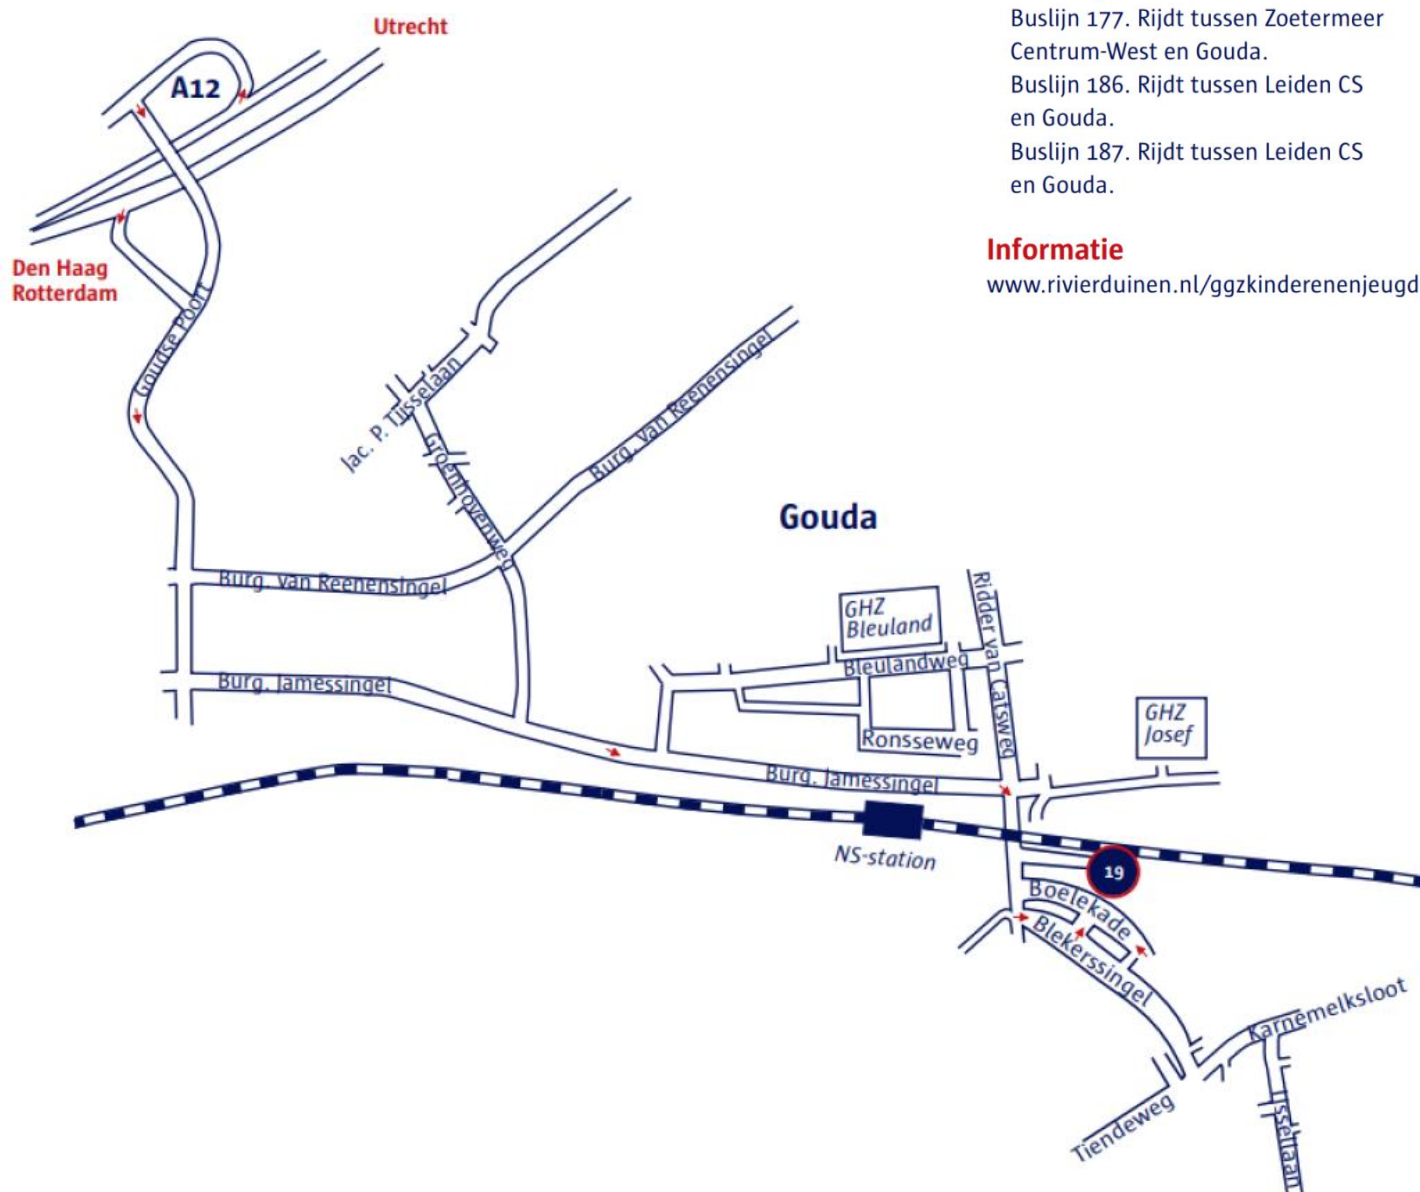 Utrecht
A12
Buslijn 177. Rijdt tussen Zoetermeer
Centrum-West en Gouda.
Buslijn 186. Rijdt tussen Leiden CS
en Gouda.
Buslijn 187. Rijdt tussen Leiden CS
en Gouda.
Informatie
www.rivierduinen.nl/ggzkinderenenjeugd
Den Haag
Rotterdam
Goudse Poort
Jac. P. Tijsselaan
Groenhovenweg
Burg. van Reenensingel
Gouda
Burg. van Reenensingel
GHZ
Bleuland
Ridder van Catsweg
Bleulandweg
Burg. Jamessingel
GHZ
Josef
Ronsseweg
Burg. Jamessingel
NS-station
19
Boelekade
Blekerssingel
Karnemelksloot
Tiendeweg
IJssellaan